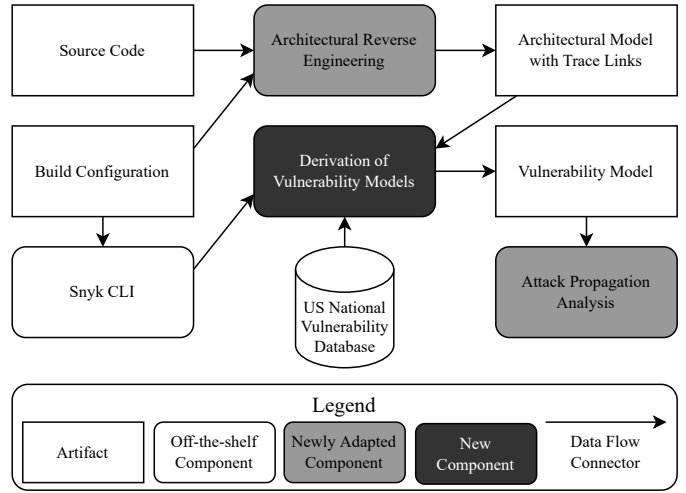 Source Code
Architectural Reverse
Engineering
Architectural Model
with Trace Links
Build Configuration
Derivation of
Vulnerability Models
Vulnerability Model
Snyk CLI
US National
Vulnerability
Database
Attack Propagation
Analysis
Legend
Artifact
Off-the-shelf
Component
Newly Adapted
Component
New
Component
Data Flow
Connector